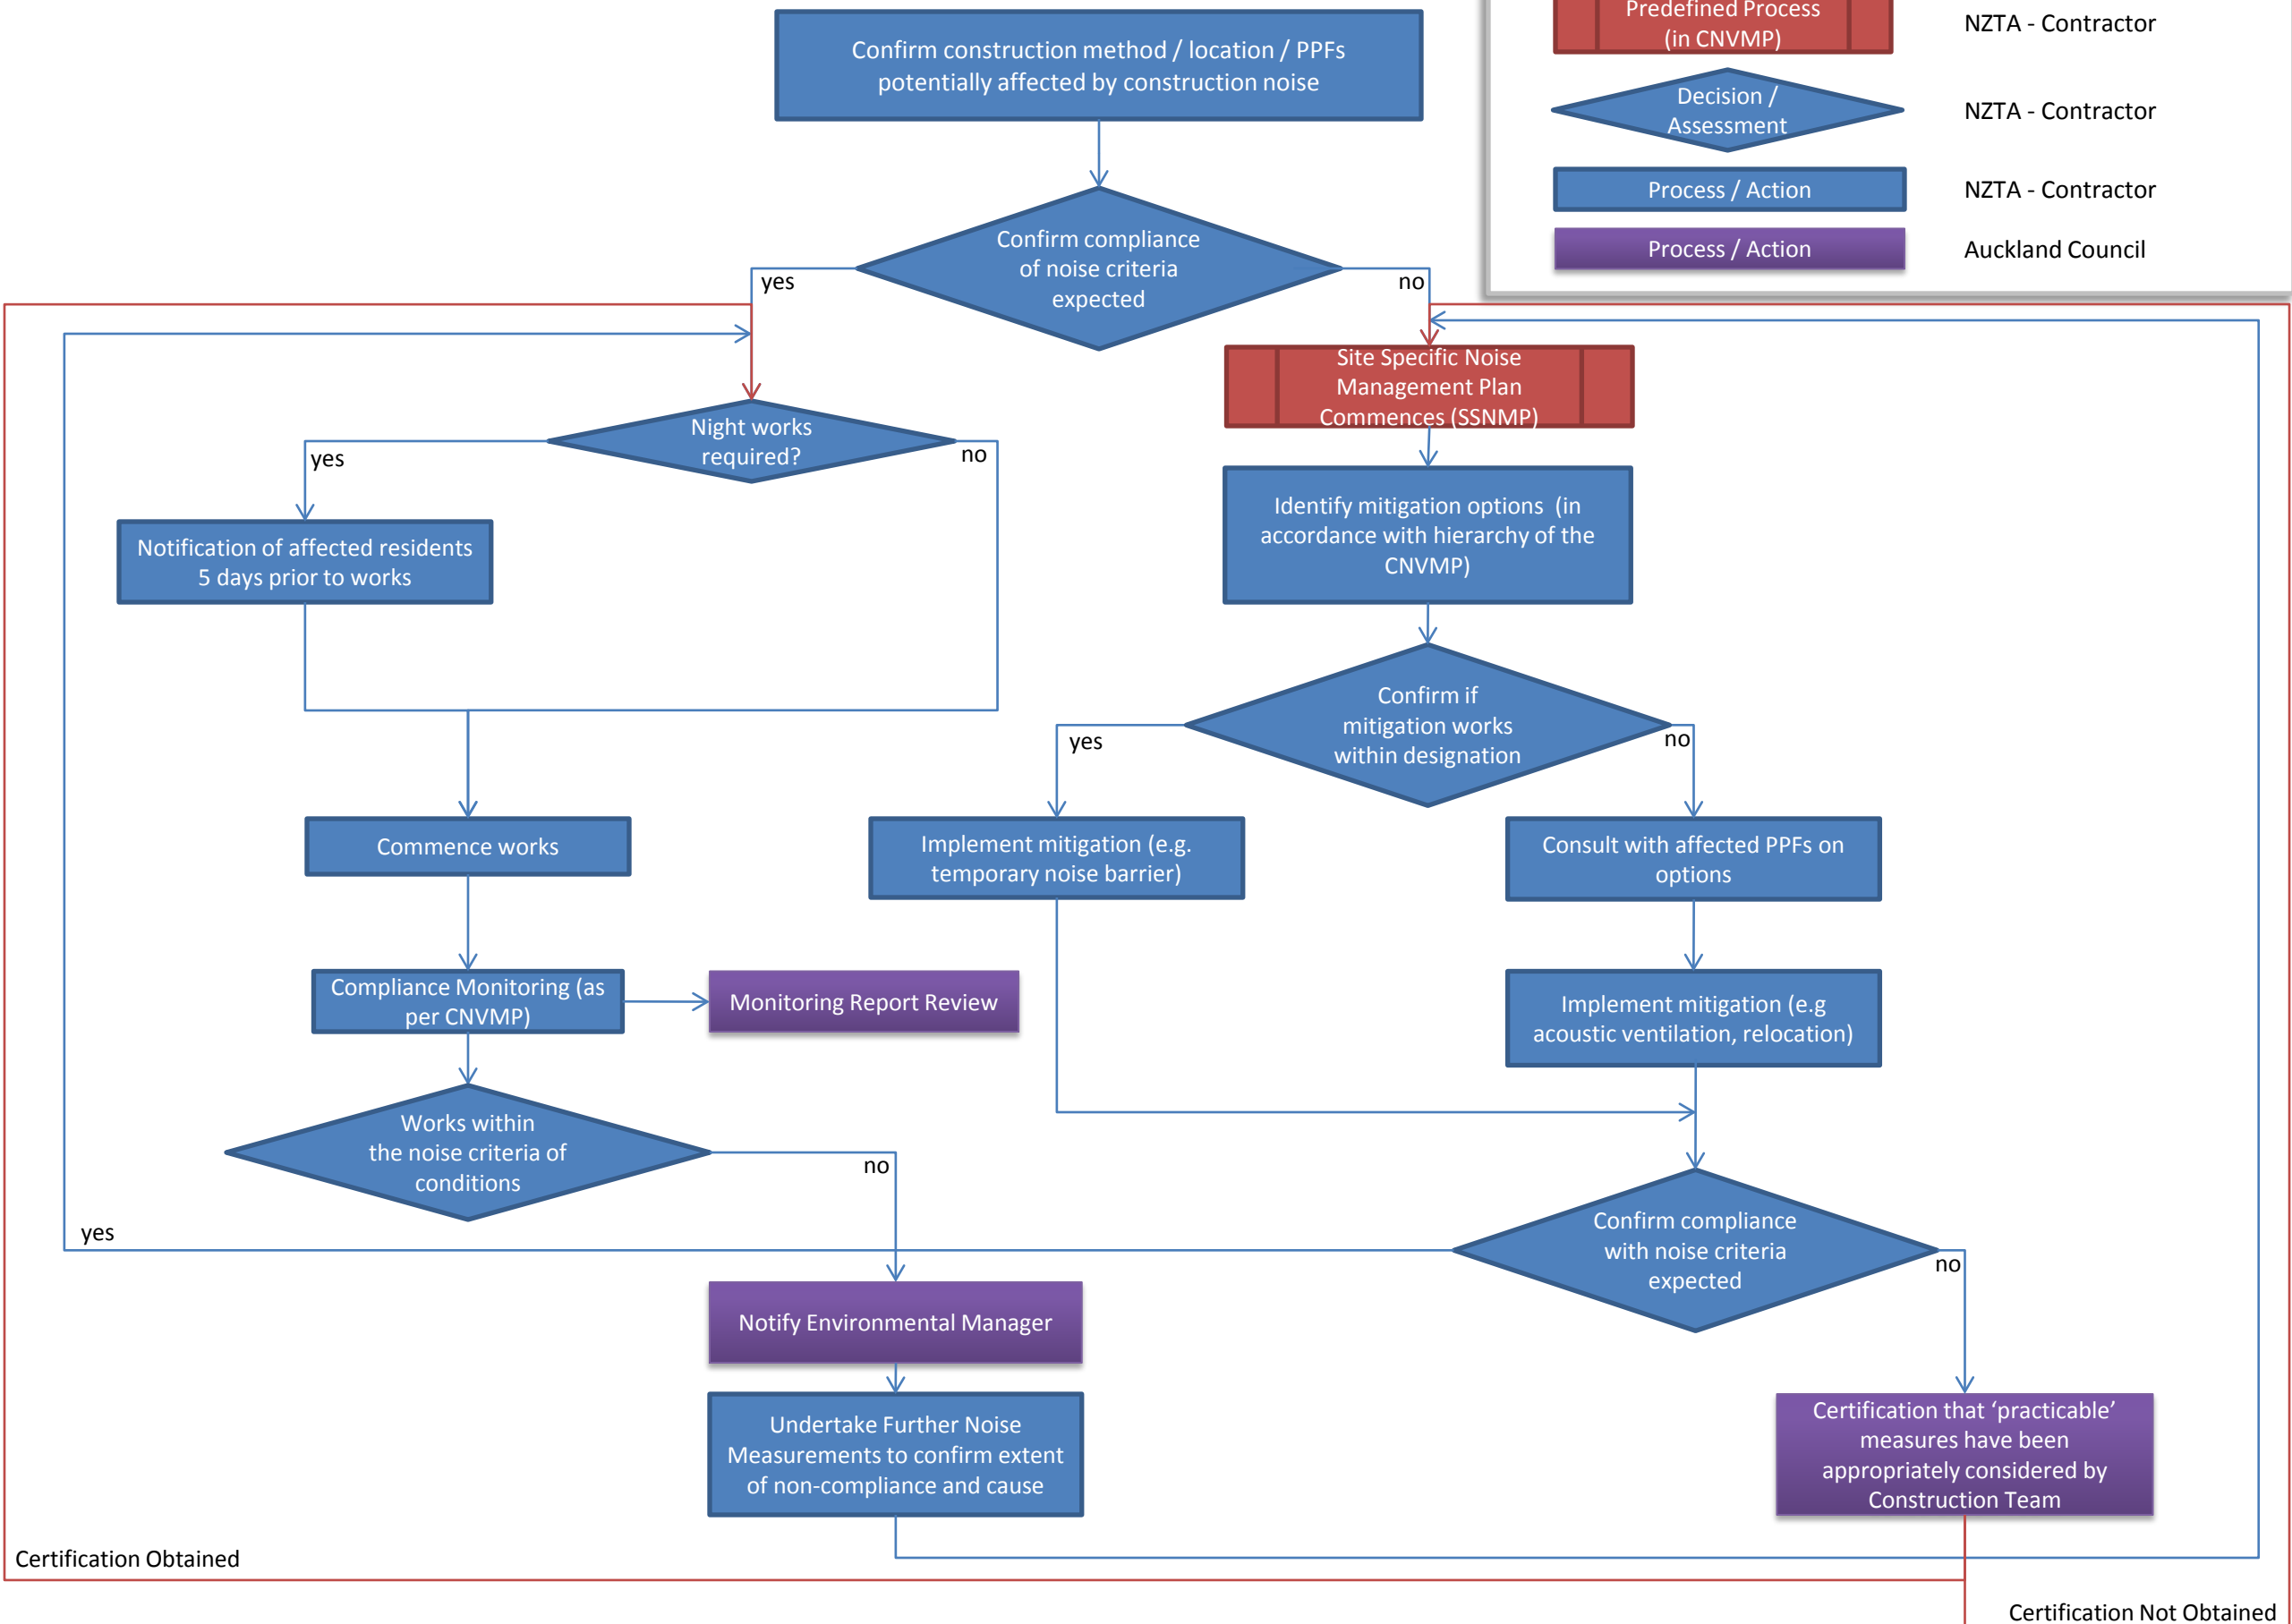 Predefined Process
(in CNVMP)
NZTA - Contractor
Decision /
Assessment
NZTA - Contractor
Process / Action
NZTA - Contractor
Process / Action
Auckland Council
Confirm construction method / location / PPFs
potentially affected by construction noise
Confirm compliance
of noise criteria
expected
yes
no
Night works
required?
yes
no
Site Specific Noise
Management Plan
Commences (SSNMP)
Notification of affected residents
5 days prior to works
Identify mitigation options (in
accordance with hierarchy of the
CNVMP)
Confirm if
mitigation works
within designation
yes
no
Commence works
Implement mitigation (e.g.
temporary noise barrier)
Consult with affected PPFs on
options
Compliance Monitoring (as
per CNVMP)
Monitoring Report Review
Implement mitigation (e.g
acoustic ventilation, relocation)
Works within
the noise criteria of
conditions
no
yes
Confirm compliance
with noise criteria
expected
no
Notify Environmental Manager
Undertake Further Noise
Measurements to confirm extent
of non-compliance and cause
Certification that ‘practicable’
measures have been
appropriately considered by
Construction Team
Certification Obtained
Certification Not Obtained